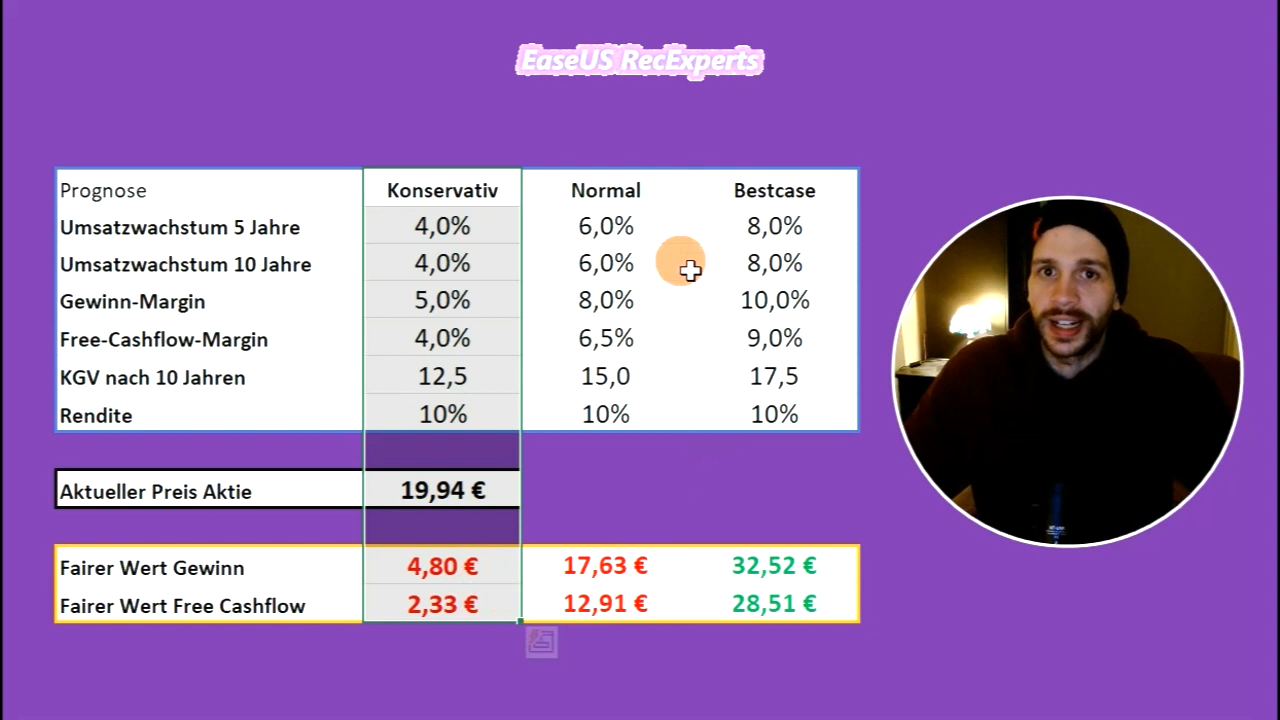 EaseUS RecExperts
Prognose Konservativ Normal Bestcase
Umsatzwachstum 5 Jahre 4,0% 6,0% 8,0%
Umsatzwachstum 10 Jahre 4,0% 6,0% 8,0%
Gewinn-Margin 5,0% 8,0% 10,0%
Free-Cashflow-Margin 4,0% 6,5% 9,0%
KGV nach 10 Jahren 12,5 15,0 17,5
Rendite 10% 10% 10%
Aktueller Preis Aktie 19,94 €
Fairer Wert Gewinn 4,80 € 17,63 € 32,52 €
Fairer Wert Free Cashflow 2,33 € 12,91 € 28,51 €